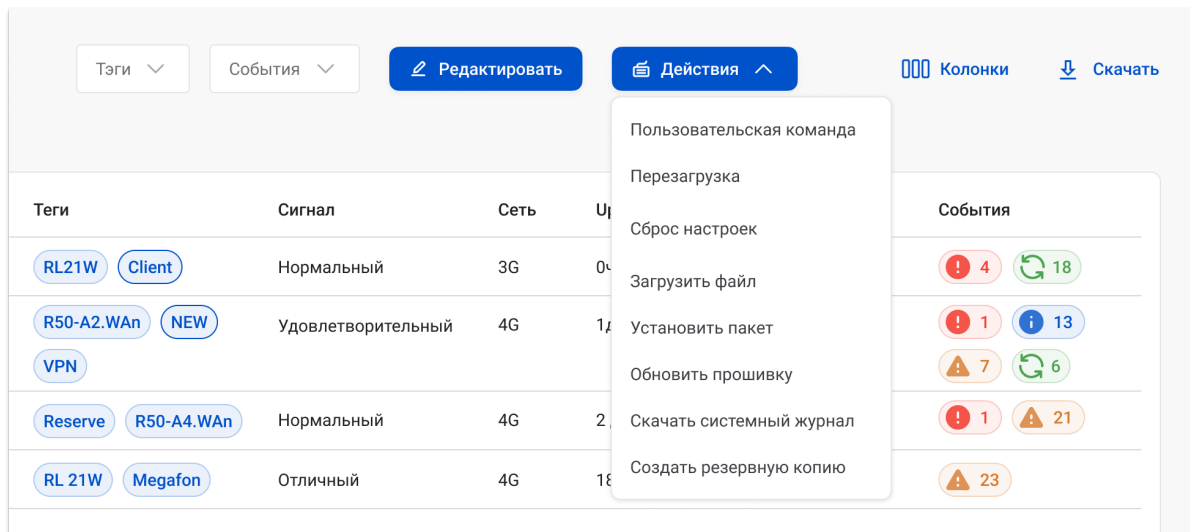 Тэги События Редактировать Действия Колонки Скачать
Пользовательская команда
Перезагрузка
Сброс настроек
Загрузить файл
Установить пакет
Обновить прошивку
Скачать системный журнал
Создать резервную копию
Теги Сигнал Сеть События
RL21W Client Нормальный 3G 4 18
R50-A2.WAn NEW Удовлетворительный 4G 1 13
VPN 7 6
Reserve R50-A4.WAn Нормальный 4G 2 1 21
RL 21W Megafon Отличный 4G 18 23